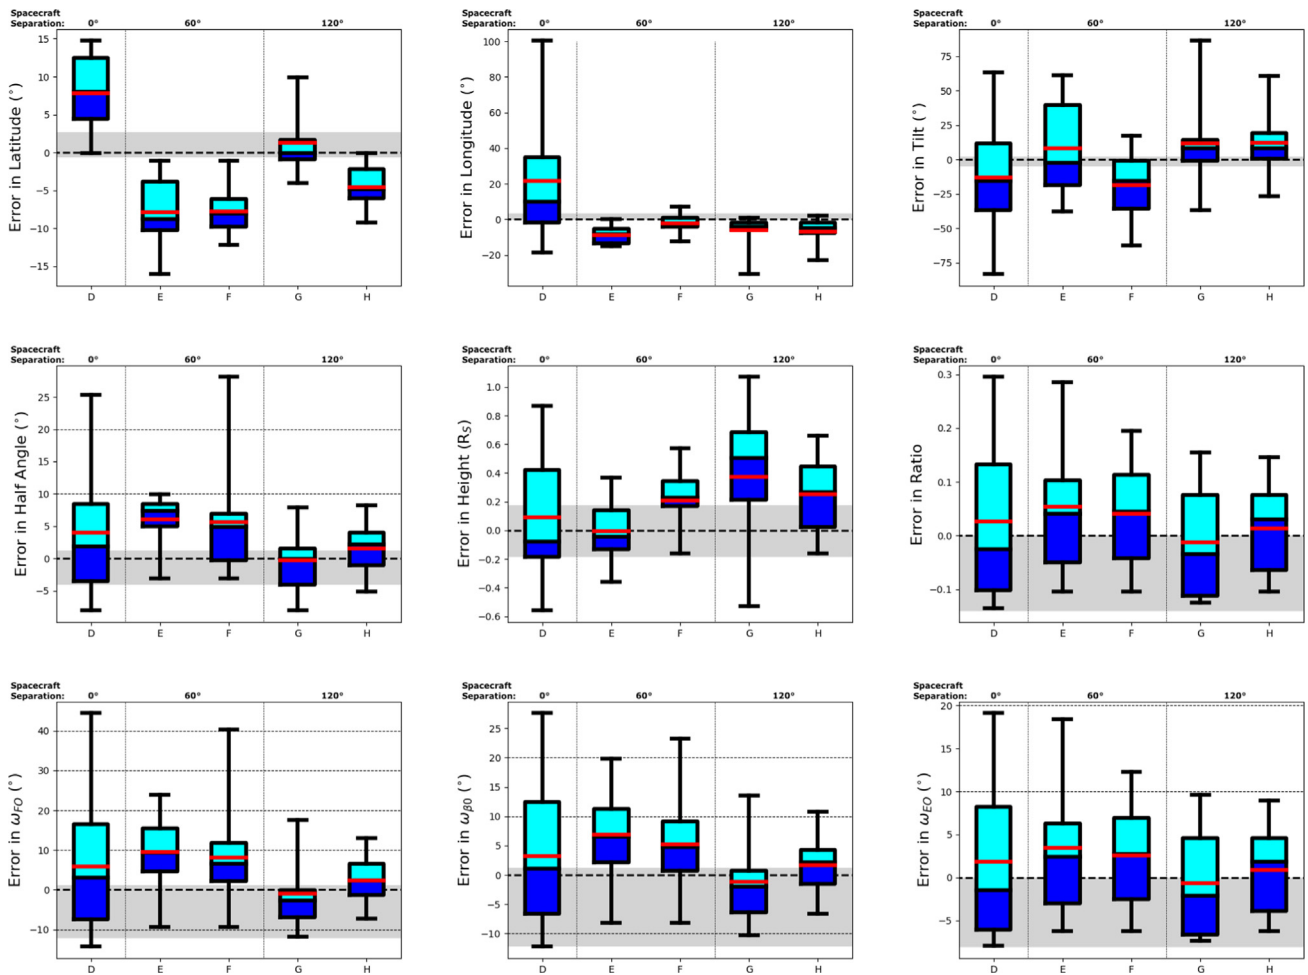 Spacecraft
Separation: 0° 60° 120°
Error in Latitude (°)
15
10
5
0
−5
−10
−15
D E F G H
Spacecraft
Separation: 0° 60° 120°
Error in Longitude (°)
100
80
60
40
20
0
−20
D E F G H
Spacecraft
Separation: 0° 60° 120°
Error in Tilt (°)
75
50
25
0
−25
−50
−75
D E F G H
Spacecraft
Separation: 0° 60° 120°
Error in Half Angle (°)
25
20
15
10
5
0
−5
D E F G H
Spacecraft
Separation: 0° 60° 120°
Error in Height (R_S)
1.0
0.8
0.6
0.4
0.2
0.0
−0.2
−0.4
−0.6
D E F G H
Spacecraft
Separation: 0° 60° 120°
Error in Ratio
0.3
0.2
0.1
0.0
−0.1
D E F G H
Spacecraft
Separation: 0° 60° 120°
Error in ω_FO (°)
40
30
20
10
0
−10
D E F G H
Spacecraft
Separation: 0° 60° 120°
Error in ω_β0 (°)
25
20
15
10
5
0
−5
−10
D E F G H
Spacecraft
Separation: 0° 60° 120°
Error in ω_EO (°)
20
15
10
5
0
−5
D E F G H